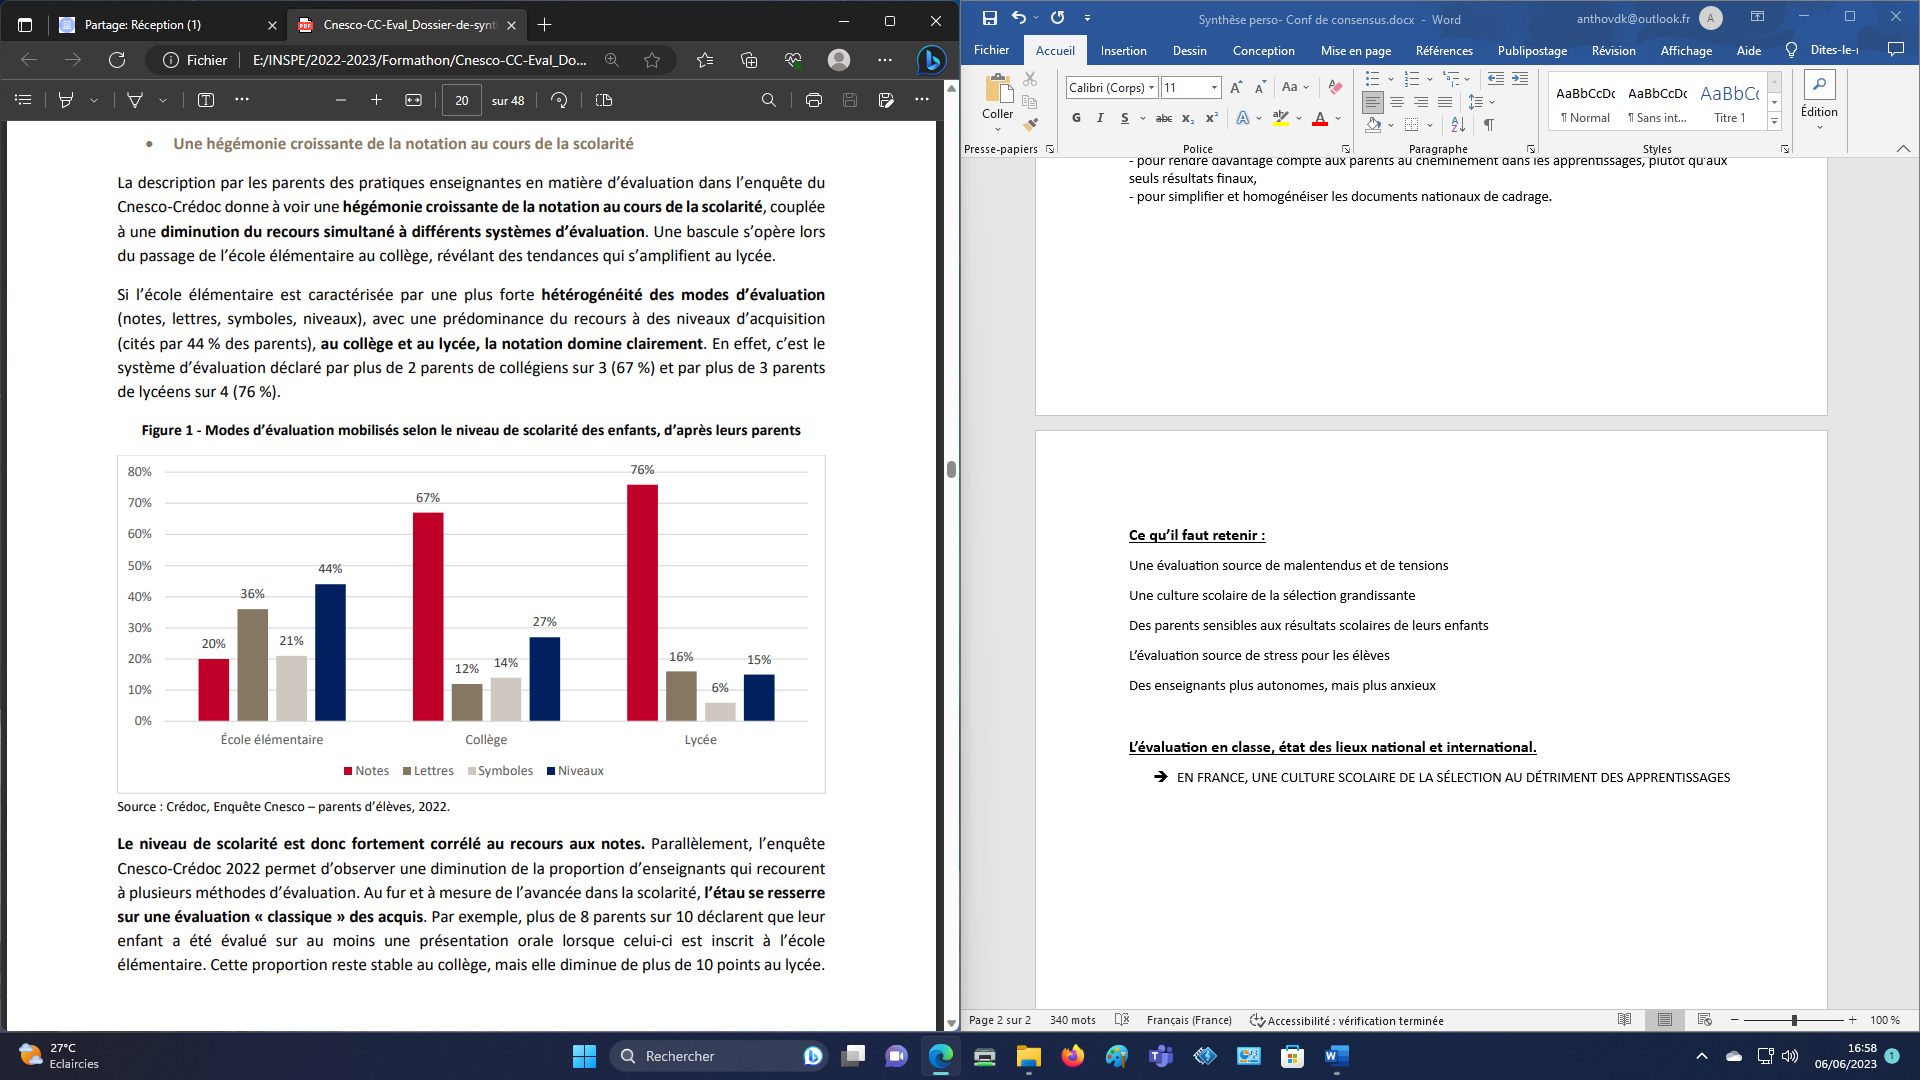 Partage: Réception (1)
Cnesco-CC-Eval_Dossier-de-synt
Fichier
E:/INSPE/2022-2023/Formathon/Cnesco-CC-Eval_Do...
20
sur 48
• Une hégémonie croissante de la notation au cours de la scolarité
La description par les parents des pratiques enseignantes en matière d’évaluation dans l’enquête du
Cnesco-Crédoc donne à voir une hégémonie croissante de la notation au cours de la scolarité, couplée
à une diminution du recours simultané à différents systèmes d’évaluation. Une bascule s’opère lors
du passage de l’école élémentaire au collège, révélant des tendances qui s’amplifient au lycée.
Si l’école élémentaire est caractérisée par une plus forte hétérogénéité des modes d’évaluation
(notes, lettres, symboles, niveaux), avec une prédominance du recours à des niveaux d’acquisition
(cités par 44 % des parents), au collège et au lycée, la notation domine clairement. En effet, c’est le
système d’évaluation déclaré par plus de 2 parents de collégiens sur 3 (67 %) et par plus de 3 parents
de lycéens sur 4 (76 %).
Figure 1 - Modes d’évaluation mobilisés selon le niveau de scolarité des enfants, d’après leurs parents
80%
70%
60%
50%
40%
30%
20%
10%
0%
20%
36%
21%
44%
67%
12%
14%
27%
76%
16%
6%
15%
École élémentaire
Collège
Lycée
Notes Lettres Symboles Niveaux
Source : Crédoc, Enquête Cnesco – parents d’élèves, 2022.
Le niveau de scolarité est donc fortement corrélé au recours aux notes. Parallèlement, l’enquête
Cnesco-Crédoc 2022 permet d’observer une diminution de la proportion d’enseignants qui recourent
à plusieurs méthodes d’évaluation. Au fur et à mesure de l’avancée dans la scolarité, l’étau se resserre
sur une évaluation « classique » des acquis. Par exemple, plus de 8 parents sur 10 déclarent que leur
enfant a été évalué sur au moins une présentation orale lorsque celui-ci est inscrit à l’école
élémentaire. Cette proportion reste stable au collège, mais elle diminue de plus de 10 points au lycée.
Synthèse perso- Conf de consensus.docx - Word
anthovdk@outlook.fr
A
Fichier
Accueil
Insertion
Dessin
Conception
Mise en page
Références
Publipostage
Révision
Affichage
Aide
Dites-le-
Coller
Calibri (Corps)
11
Aa
G I S abc x₂ x²
AaBbCcDc
¶ Normal
AaBbCcDc
¶ Sans int...
AaBbCc
Titre 1
Édition
Presse-papiers
Police
Paragraphe
Styles
- pour rendre davantage compte aux parents au cheminement dans les apprentissages, plutôt qu’aux
seuls résultats finaux,
- pour simplifier et homogénéiser les documents nationaux de cadrage.
Ce qu’il faut retenir :
Une évaluation source de malentendus et de tensions
Une culture scolaire de la sélection grandissante
Des parents sensibles aux résultats scolaires de leurs enfants
L’évaluation source de stress pour les élèves
Des enseignants plus autonomes, mais plus anxieux
L’évaluation en classe, état des lieux national et international.
➔ EN FRANCE, UNE CULTURE SCOLAIRE DE LA SÉLECTION AU DÉTRIMENT DES APPRENTISSAGES
Page 2 sur 2
340 mots
Français (France)
Accessibilité : vérification terminée
100 %
27°C
Eclaircies
Rechercher
16:58
06/06/2023
1